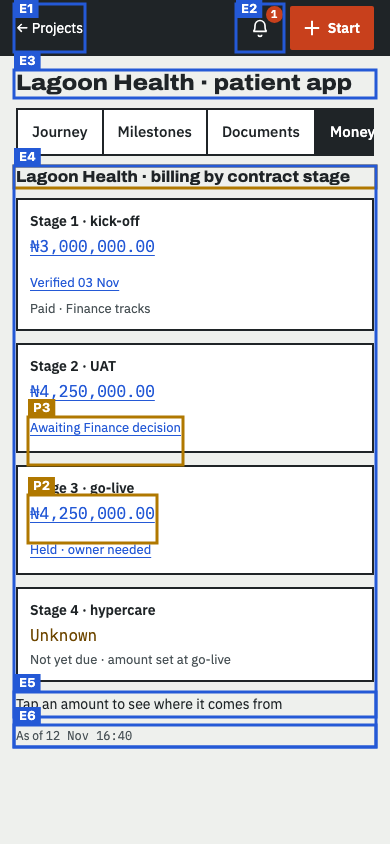 E1
E2
← Projects
1
+ Start
E3
Lagoon Health · patient app
Journey
Milestones
Documents
Money
E4
Lagoon Health · billing by contract stage
Stage 1 · kick-off
₦3,000,000.00
Verified 03 Nov
Paid · Finance tracks
Stage 2 · UAT
₦4,250,000.00
P3
Awaiting Finance decision
P2
ge 3 · go-live
₦4,250,000.00
Held · owner needed
Stage 4 · hypercare
Unknown
Not yet due · amount set at go-live
E5
Tap an amount to see where it comes from
E6
As of 12 Nov 16:40